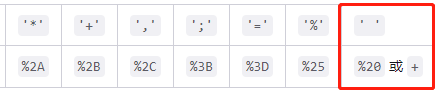 '*' '+' ',' ';' '=' '%' ' '
%2A %2B %2C %3B %3D %25 %20 或 +